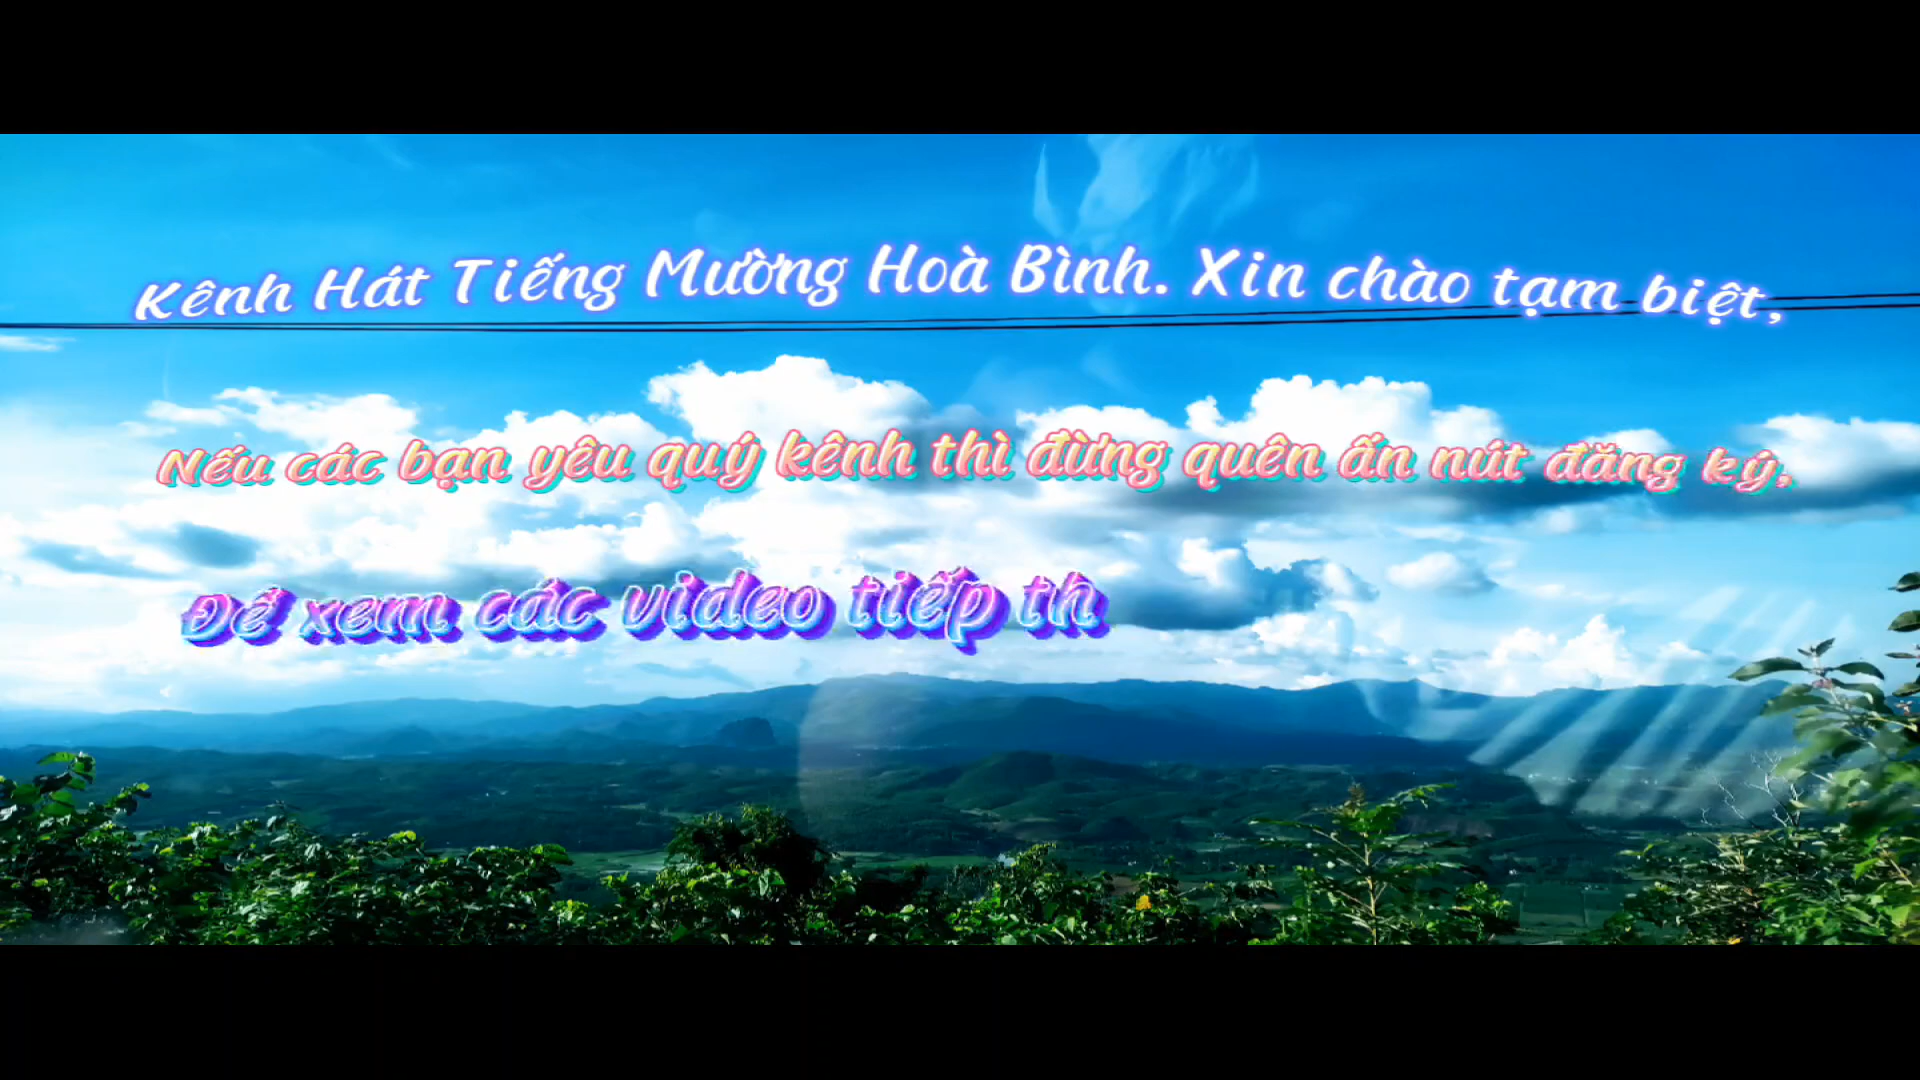 Kênh Hát Tiếng Mường Hoà Bình. Xin chào tạm biệt,
Nếu các bạn yêu quý kênh thì đừng quên ấn nút đăng ký,
Để xem các video tiếp th